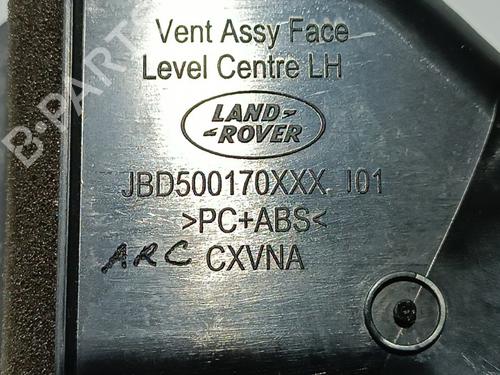 Vent Assy Face
Level Centre LH
LAND-
-ROVER
JBD500170XXX J01
>PC+ABS<
ARC CXVNA
B-PARTS